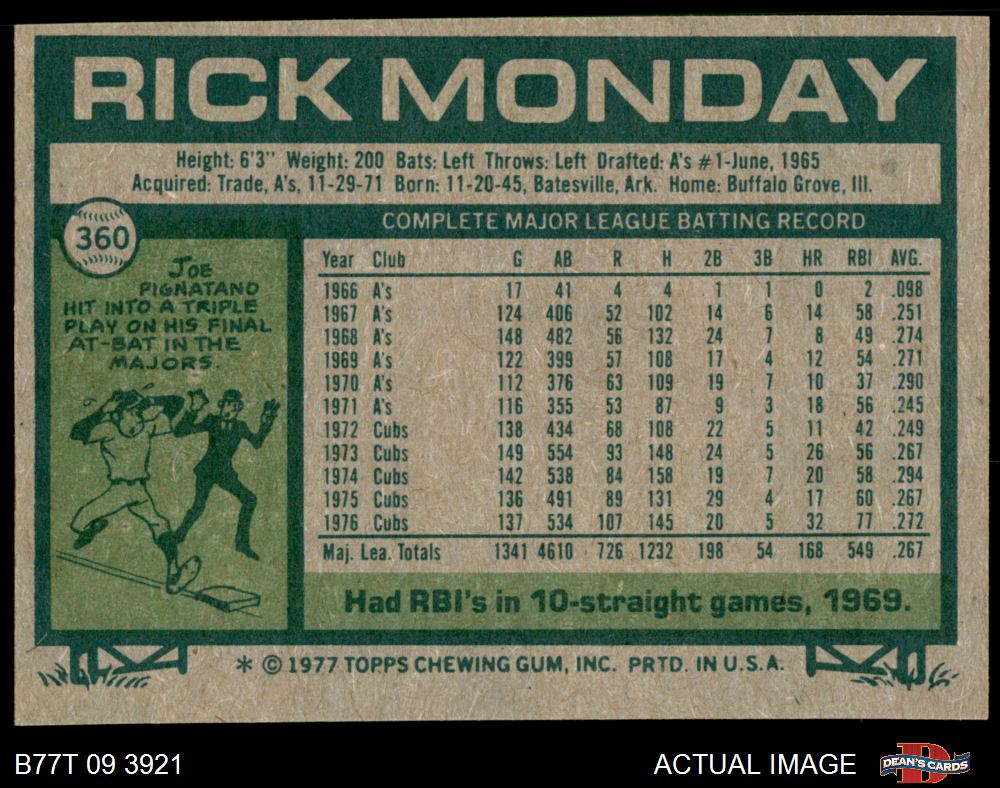 RICK MONDAY
Height: 6'3" Weight: 200 Bats: Left Throws: Left Drafted: A's #1-June, 1965
Acquired: Trade, A's, 11-29-71 Born: 11-20-45, Batesville, Ark. Home: Buffalo Grove, Ill.
360
JOE
PIGNATANO
HIT INTO A TRIPLE
PLAY ON HIS FINAL
AT-BAT IN THE
MAJORS.
COMPLETE MAJOR LEAGUE BATTING RECORD
Year Club G AB R H 2B 3B HR RBI AVG.
1966 A's 17 41 4 4 1 1 0 2 .098
1967 A's 124 406 52 102 14 6 14 58 .251
1968 A's 148 482 56 132 24 7 8 49 .274
1969 A's 122 399 57 108 17 4 12 54 .271
1970 A's 112 376 63 109 19 7 10 37 .290
1971 A's 116 355 53 87 9 3 18 56 .245
1972 Cubs 138 434 68 108 22 5 11 42 .249
1973 Cubs 149 554 93 148 24 5 26 56 .267
1974 Cubs 142 538 84 158 19 7 20 58 .294
1975 Cubs 136 491 89 131 29 4 17 60 .267
1976 Cubs 137 534 107 145 20 5 32 77 .272
Maj. Lea. Totals 1341 4610 726 1232 198 54 168 549 .267
Had RBI's in 10-straight games, 1969.
* © 1977 TOPPS CHEWING GUM, INC. PRTD. IN U.S.A.
B77T 09 3921
ACTUAL IMAGE
D
DEAN'S CARDS